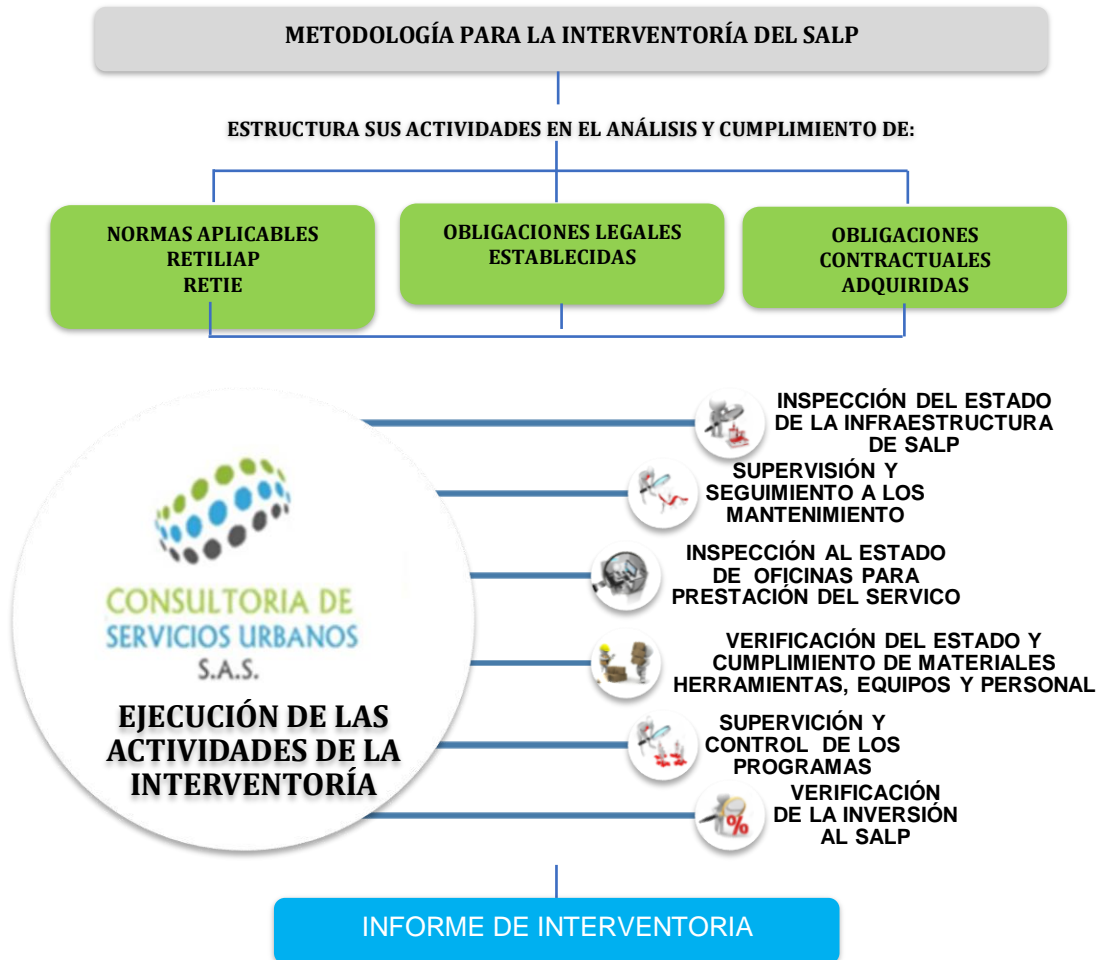 METODOLOGÍA PARA LA INTERVENTORÍA DEL SALP
ESTRUCTURA SUS ACTIVIDADES EN EL ANÁLISIS Y CUMPLIMIENTO DE:
NORMAS APLICABLES
RETILIAP
RETIE
OBLIGACIONES LEGALES
ESTABLECIDAS
OBLIGACIONES
CONTRACTUALES
ADQUIRIDAS
CONSULTORIA DE
SERVICIOS URBANOS
S.A.S.
EJECUCIÓN DE LAS
ACTIVIDADES DE LA
INTERVENTORÍA
INSPECCIÓN DEL ESTADO
DE LA INFRAESTRUCTURA
DE SALP
SUPERVISIÓN Y
SEGUIMIENTO A LOS
MANTENIMIENTO
INSPECCIÓN AL ESTADO
DE OFICINAS PARA
PRESTACIÓN DEL SERVICO
VERIFICACIÓN DEL ESTADO Y
CUMPLIMIENTO DE MATERIALES
HERRAMIENTAS, EQUIPOS Y PERSONAL
SUPERVICIÓN Y
CONTROL DE LOS
PROGRAMAS
%
VERIFICACIÓN
DE LA INVERSIÓN
AL SALP
INFORME DE INTERVENTORIA